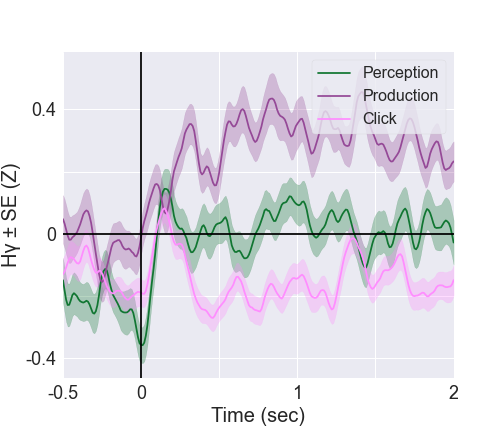 Perception
Production
Click
0.4
0
-0.4
Hγ ± SE (Z)
-0.5
0
1
2
Time (sec)